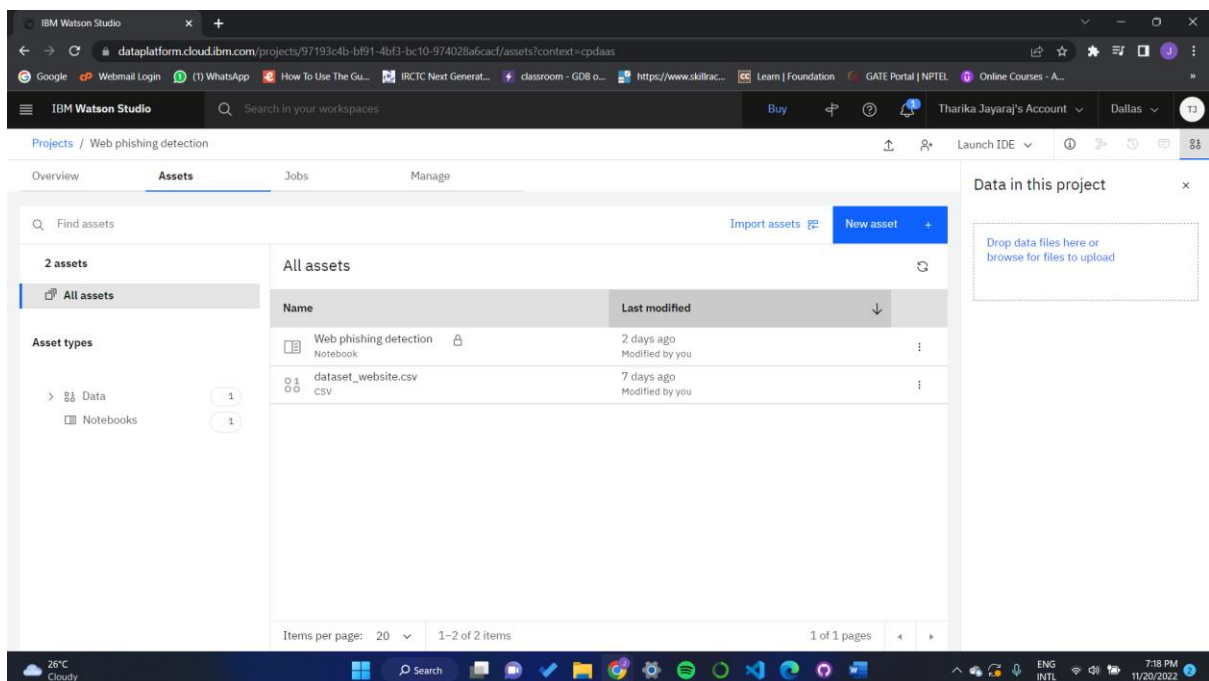 IBM Watson Studio
dataplatform.cloud.ibm.com/projects/97193c4b-bf91-4bf3-bc10-974028a6cacf/assets?context=cpdaas
J
Google
Webmail Login
(1) WhatsApp
How To Use The Gu...
IRCTC Next Generat...
classroom - GDB o...
https://www.skillrac...
Learn | Foundation
GATE Portal | NPTEL
Online Courses - A...
IBM Watson Studio
Search in your workspaces
Buy
1
Tharika Jayaraj's Account
Dallas
TJ
Projects / Web phishing detection
Launch IDE
Overview
Assets
Jobs
Manage
Data in this project
Find assets
Import assets
New asset +
Drop data files here or
browse for files to upload
2 assets
All assets
All assets
Name
Last modified
Asset types
Web phishing detection
Notebook
2 days ago
Modified by you
dataset_website.csv
CSV
7 days ago
Modified by you
Data
1
Notebooks
1
Items per page: 20
1–2 of 2 items
1 of 1 pages
26°C
Cloudy
Search
ENG
INTL
7:18 PM
11/20/2022